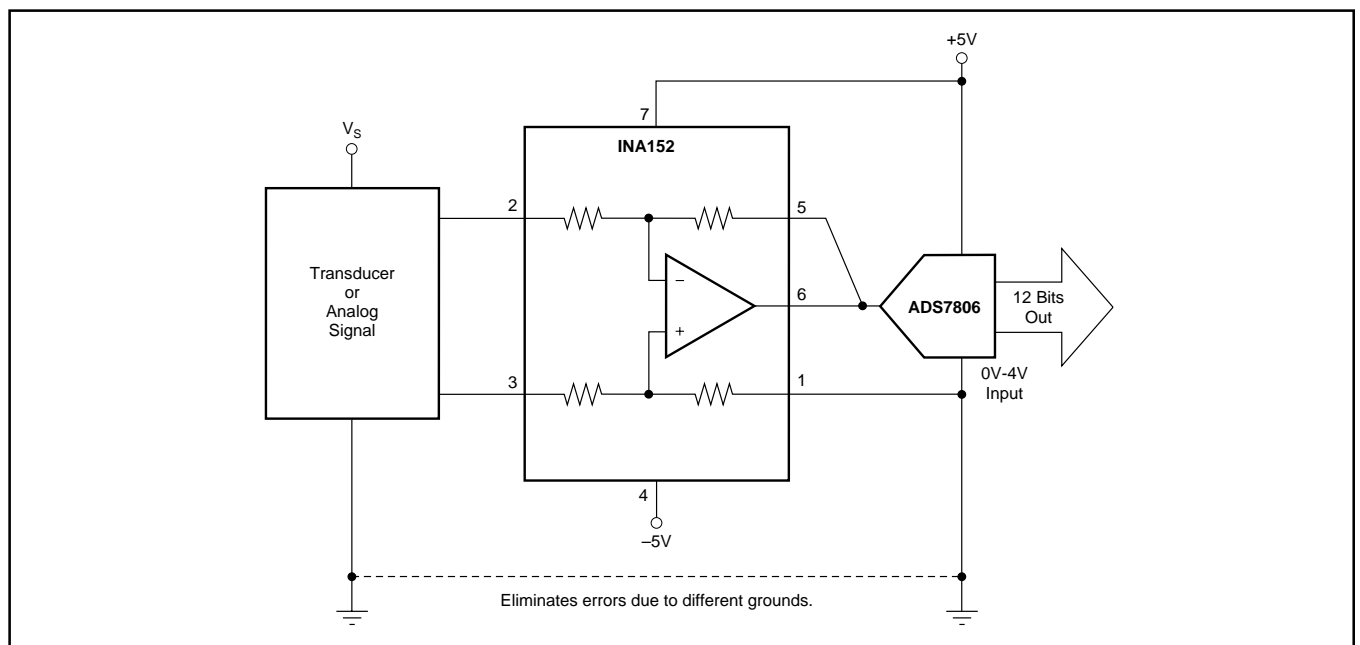 +5V
7
V_S
INA152
2
5
Transducer
or
Analog
Signal
−
6
ADS7806
12 Bits
Out
+
3
1
0V-4V
Input
4
–5V
Eliminates errors due to different grounds.